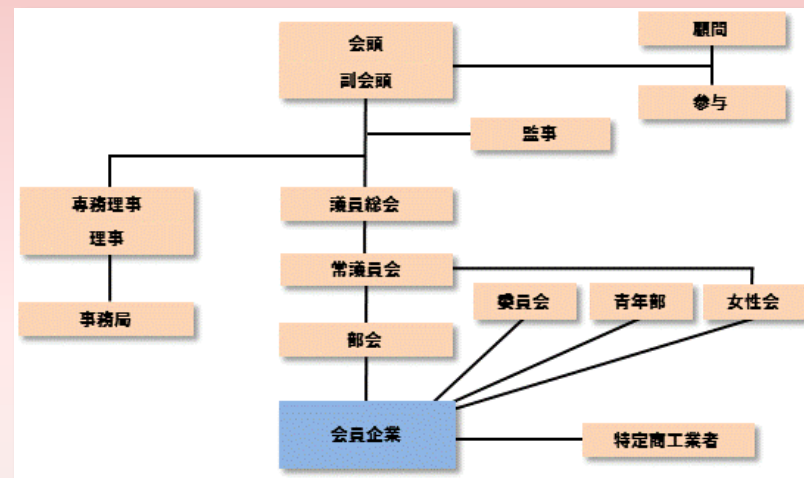 会頭
副会頭
顧問
参与
監事
専務理事
理事
議員総会
常議員会
事務局
部会
委員会
青年部
女性会
会員企業
特定商工業者